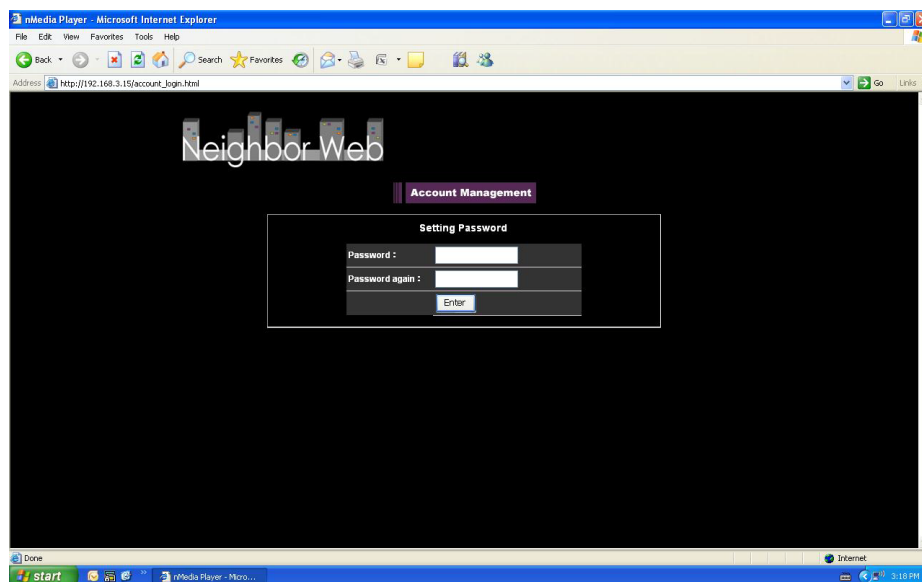 nMedia Player - Microsoft Internet Explorer
File Edit View Favorites Tools Help
Back Search Favorites
Address http://192.168.3.15/account_login.html Go Links
Neighbor Web
Account Management
Setting Password
Password :
Password again :
Enter
Done Internet
start nMedia Player - Micro... 3:18 PM